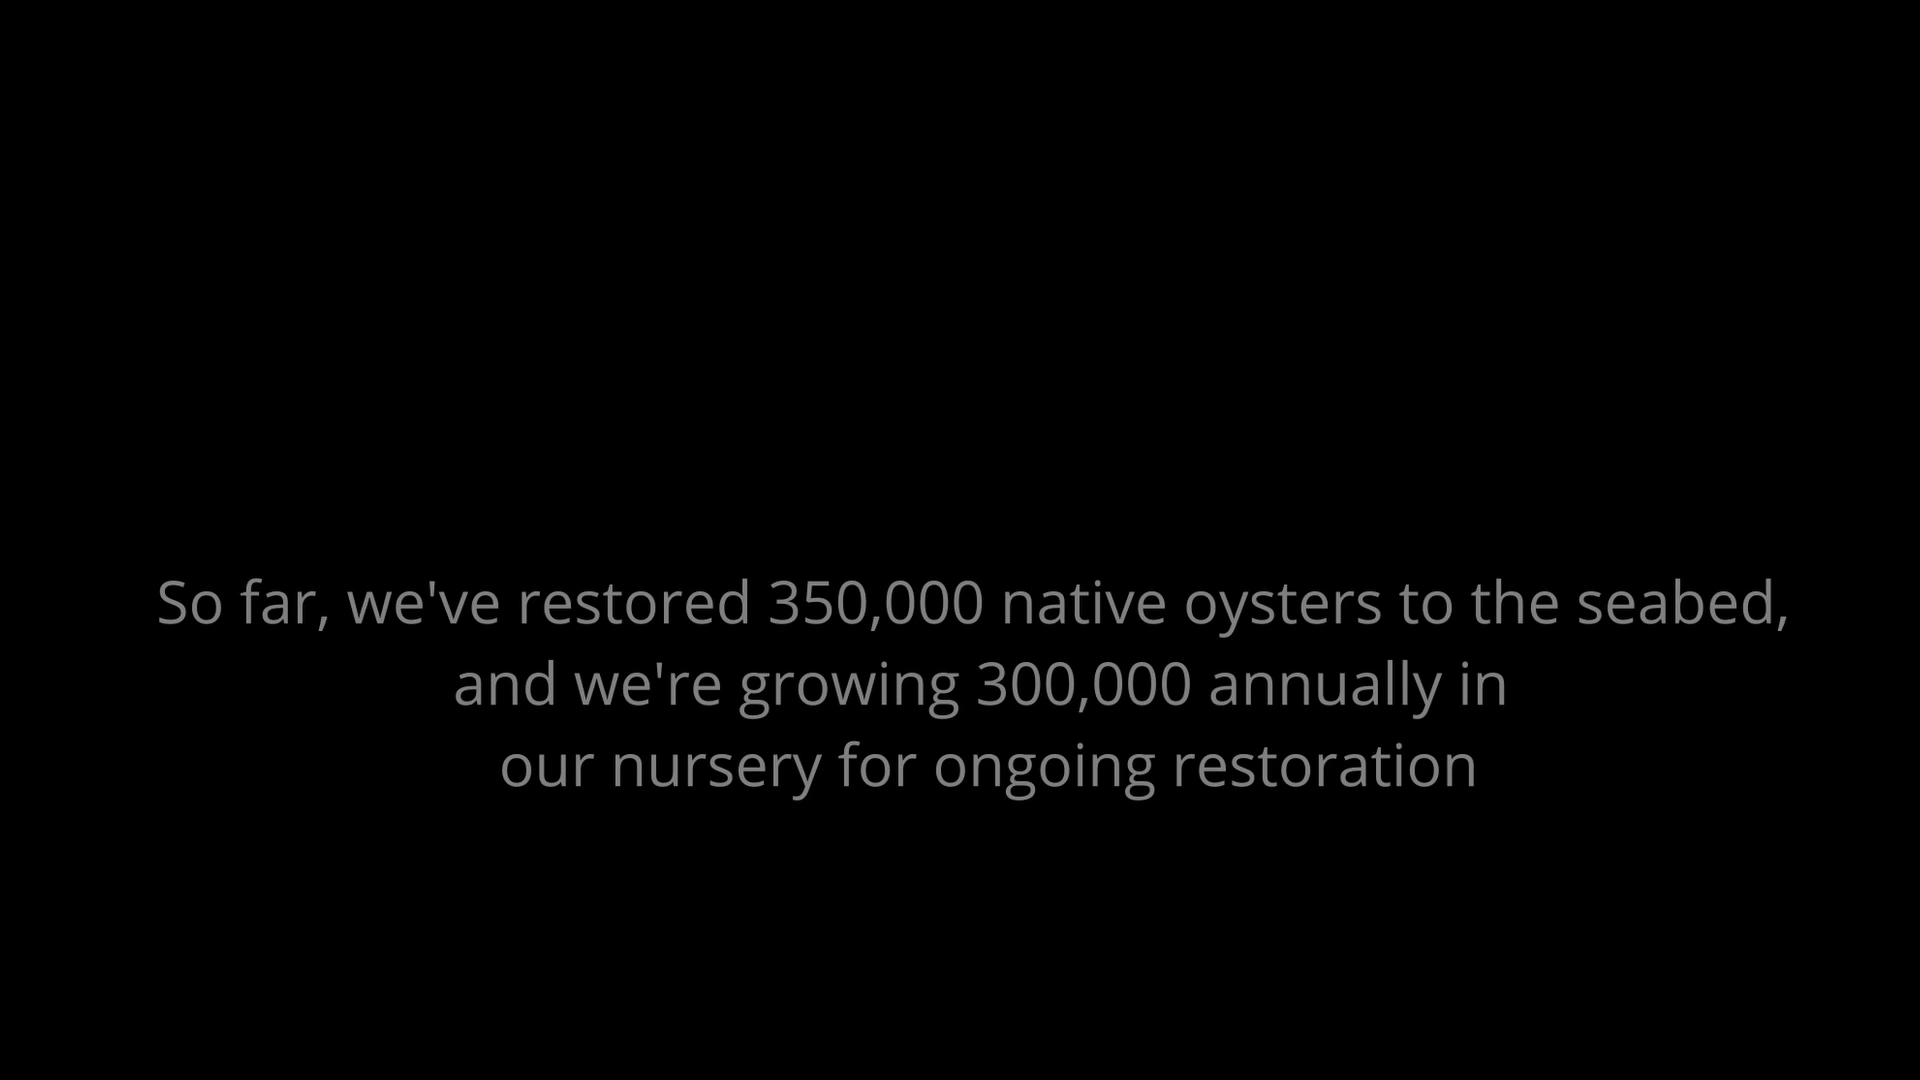 So far, we've restored 350,000 native oysters to the seabed,
and we're growing 300,000 annually in
our nursery for ongoing restoration